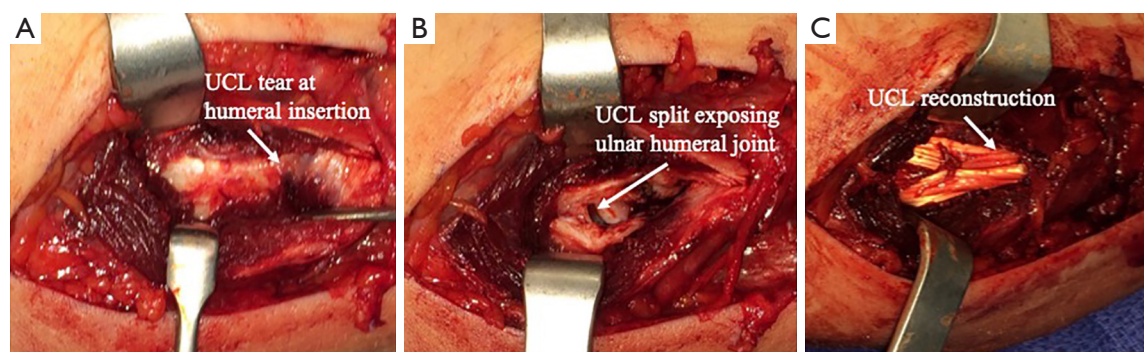 A
UCL tear at
humeral insertion
B
UCL split exposing
ulnar humeral joint
C
UCL reconstruction